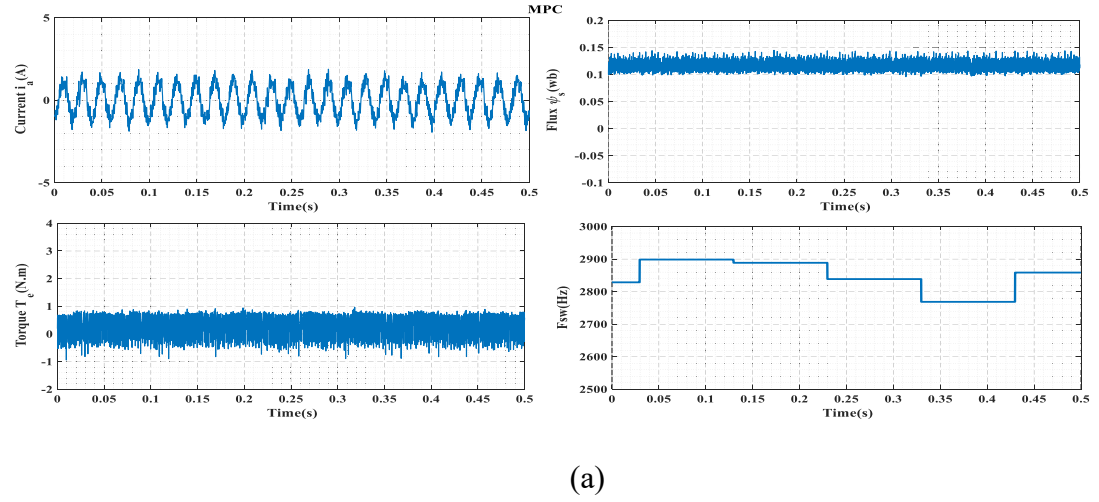 MPC
5
0
-5
Current i_a (A)
0 0.05 0.1 0.15 0.2 0.25 0.3 0.35 0.4 0.45 0.5
Time(s)
0.2
0.15
0.1
0.05
0
-0.05
-0.1
Flux ψ_s (wb)
0 0.05 0.1 0.15 0.2 0.25 0.3 0.35 0.4 0.45 0.5
Time(s)
4
3
2
1
0
-1
-2
Torque T_e (N.m)
0 0.05 0.1 0.15 0.2 0.25 0.3 0.35 0.4 0.45 0.5
Time(s)
3000
2900
2800
2700
2600
2500
Fsw(Hz)
0 0.05 0.1 0.15 0.2 0.25 0.3 0.35 0.4 0.45 0.5
Time(s)
(a)